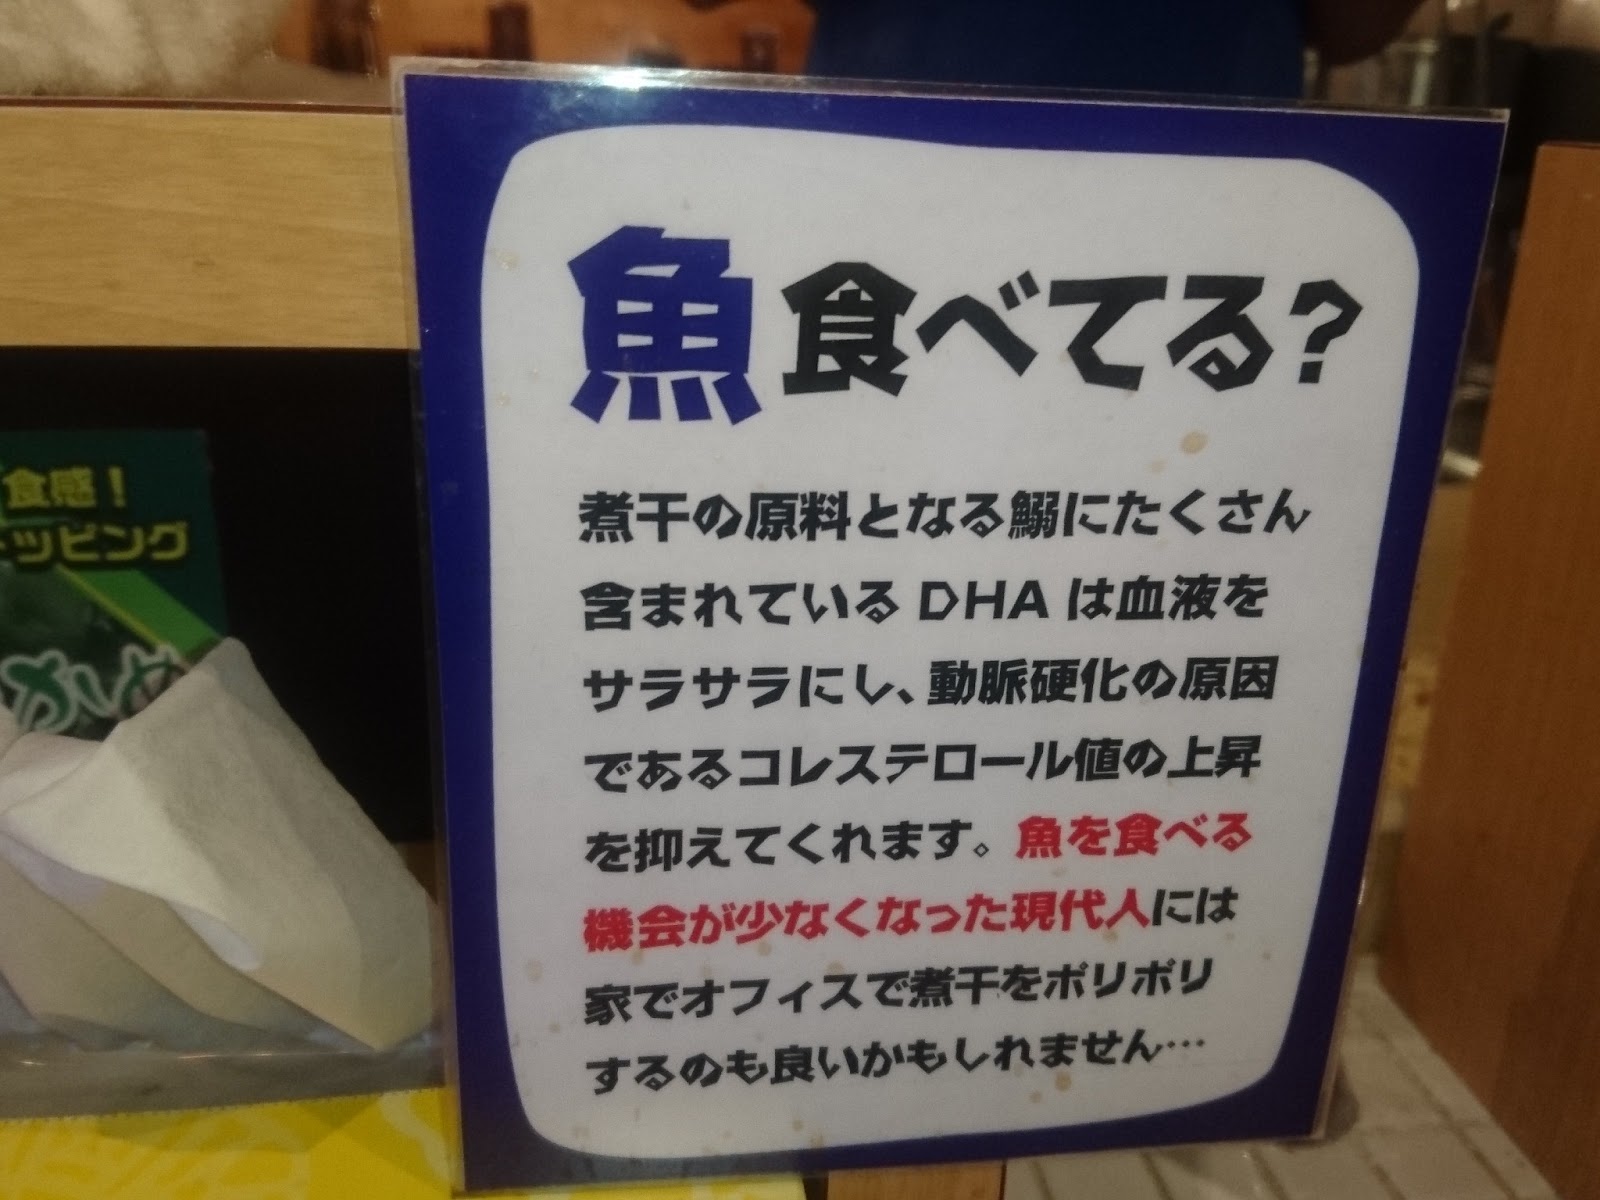 魚食べてる?
煮干の原料となる鰯にたくさん
含まれているDHAは血液を
サラサラにし、動脈硬化の原因
であるコレステロール値の上昇
を抑えてくれます。魚を食べる
機会が少なくなった現代人には
家でオフィスで煮干をポリポリ
するのも良いかもしれません…
食感!
トッピング